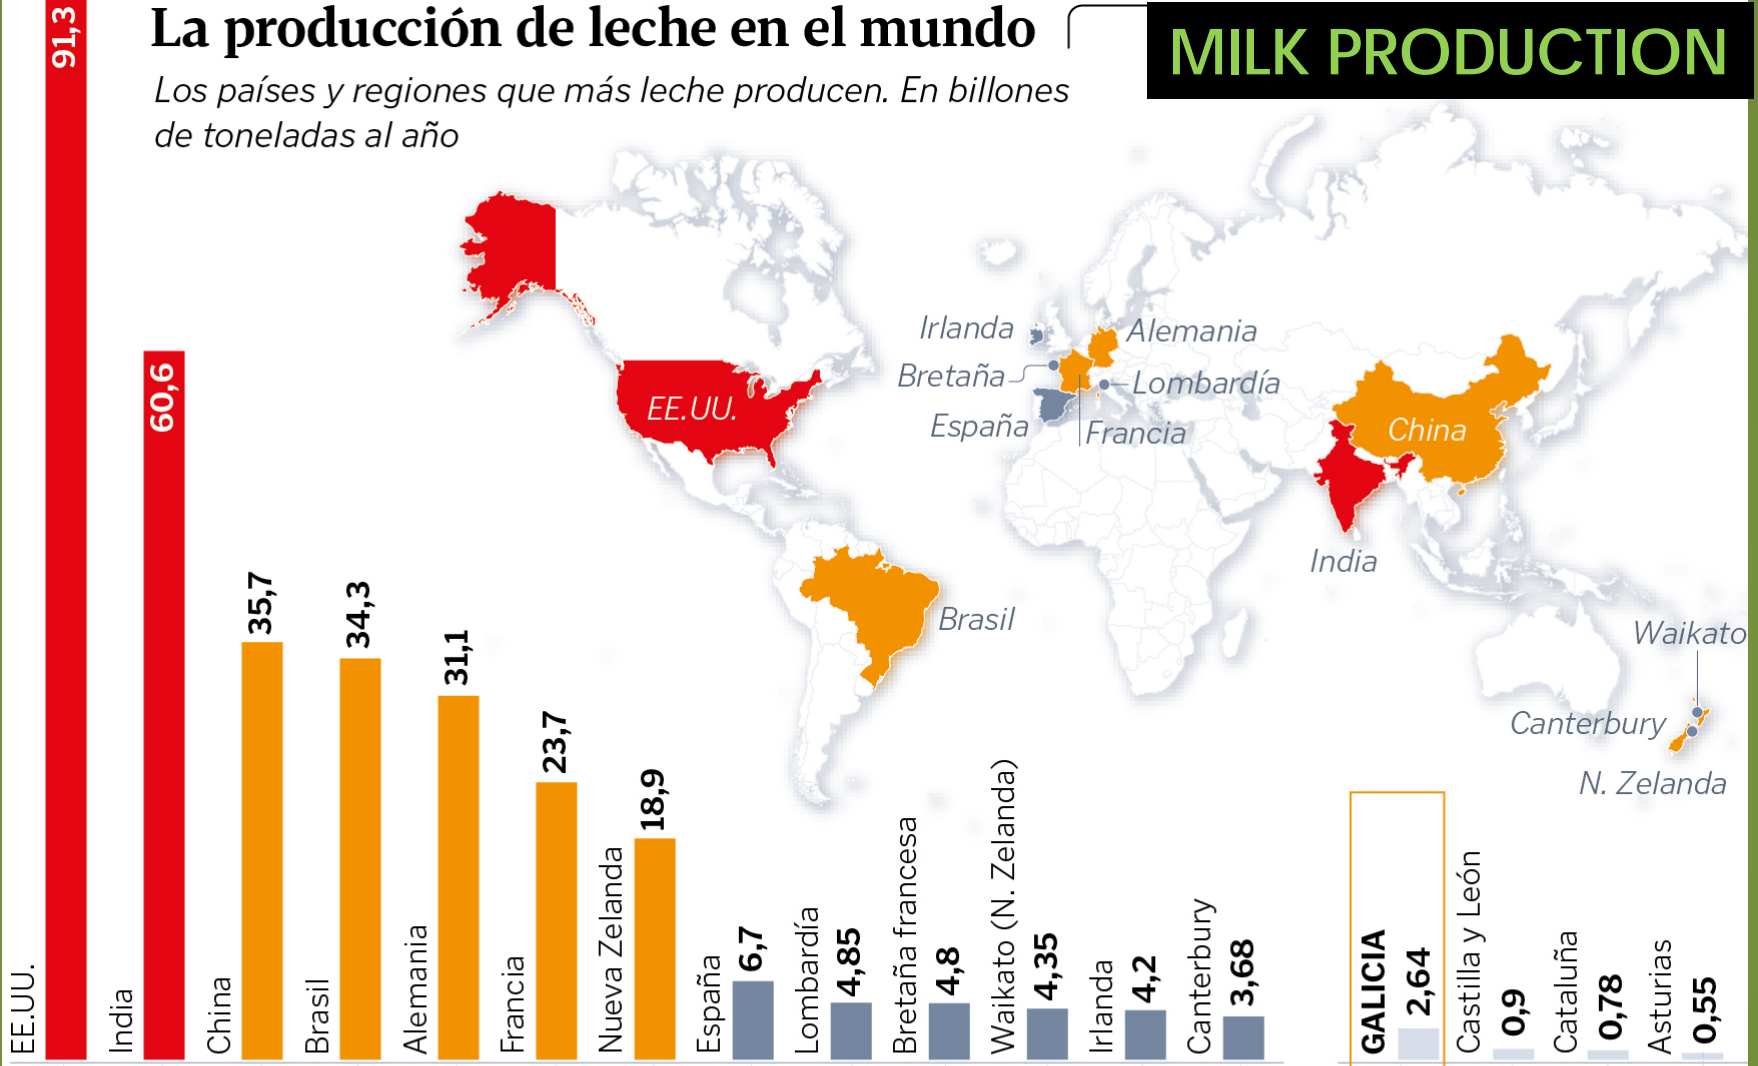 La producción de leche en el mundo
MILK PRODUCTION
Los países y regiones que más leche producen. En billones
de toneladas al año
EE.UU.
Irlanda
Alemania
Bretaña
Lombardía
España
Francia
China
India
Brasil
Waikato
Canterbury
N. Zelanda
EE.UU.
91,3
India
60,6
China
35,7
Brasil
34,3
Alemania
31,1
Francia
23,7
Nueva Zelanda
18,9
España
6,7
Lombardía
4,85
Bretaña francesa
4,8
Waikato (N. Zelanda)
4,35
Irlanda
4,2
Canterbury
3,68
GALICIA
2,64
Castilla y León
0,9
Cataluña
0,78
Asturias
0,55